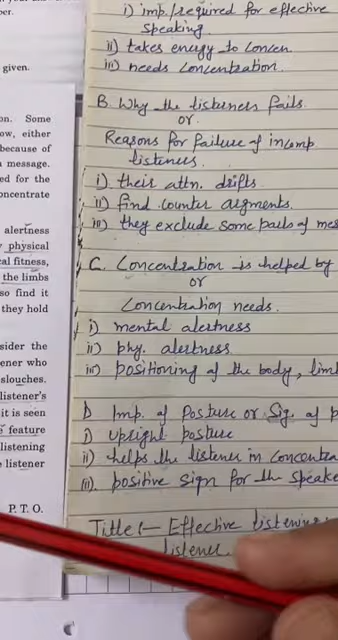 per.
given.
on. Some
ow, either
because of
message.
ed for the
oncentrate
alertness
physical
cal fitness,
the limbs
so find it
they hold
sider the
ener who
slouches.
listener's
it is seen
feature
listening
e listener
P. T. O.
i) imp./required for effective
speaking
ii) takes energy to concen.
iii) needs concentration.
B. Why the listeners fails.
or
Reasons for failure of incomp
listeners.
i) their attn. drifts
ii) find counter argments.
iii) they exclude some parts of mes
C. Concentration is helped by
or
Concentration needs.
i) mental alertness
ii) phy. alertness
iii) positioning of the body, limb
D Imp. of Posture or Sig. of p
i) upright posture
ii) helps the listener in concentra
iii). positive sign for the speake
Title:— Effective listening
listener.